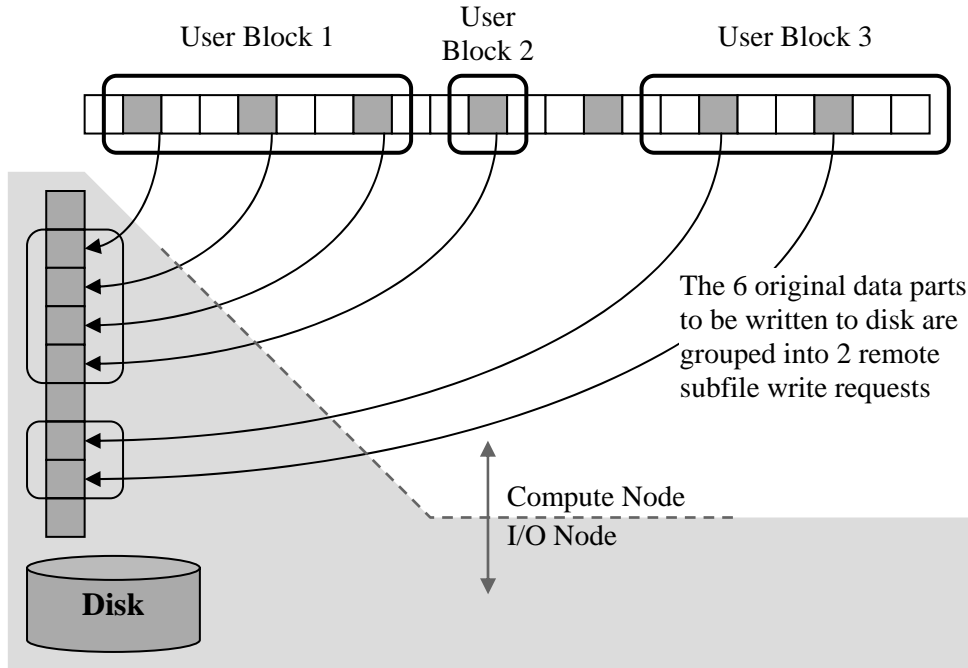 User Block 1
User
Block 2
User Block 3
The 6 original data parts
to be written to disk are
grouped into 2 remote
subfile write requests
Compute Node
I/O Node
Disk